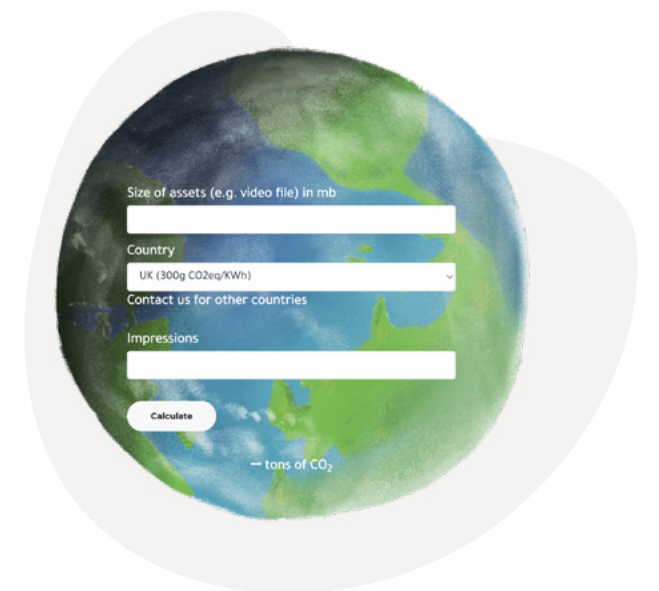 Size of assets (e.g. video file) in mb
Country
UK (300g CO2eq/KWh)
Contact us for other countries
Impressions
Calculate
— tons of CO₂